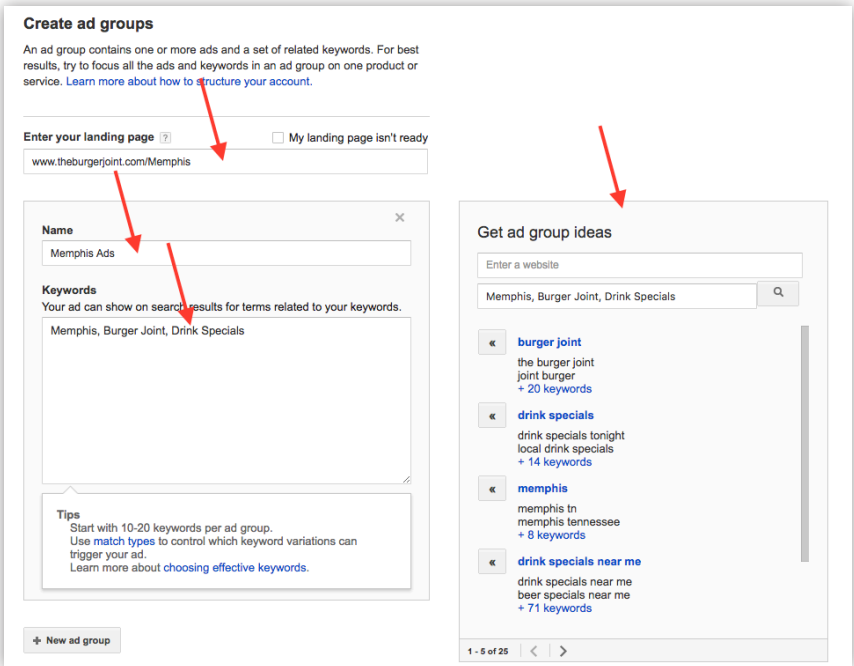 Create ad groups
An ad group contains one or more ads and a set of related keywords. For best
results, try to focus all the ads and keywords in an ad group on one product or
service. Learn more about how to structure your account.
Enter your landing page ?
My landing page isn't ready
www.theburgerjoint.com/Memphis
Name
Memphis Ads
Keywords
Your ad can show on search results for terms related to your keywords.
Memphis, Burger Joint, Drink Specials
Tips
Start with 10-20 keywords per ad group.
Use match types to control which keyword variations can
trigger your ad.
Learn more about choosing effective keywords.
+ New ad group
Get ad group ideas
Enter a website
Memphis, Burger Joint, Drink Specials
« burger joint
the burger joint
joint burger
+ 20 keywords
« drink specials
drink specials tonight
local drink specials
+ 14 keywords
« memphis
memphis tn
memphis tennessee
+ 8 keywords
« drink specials near me
drink specials near me
beer specials near me
+ 71 keywords
1 - 5 of 25